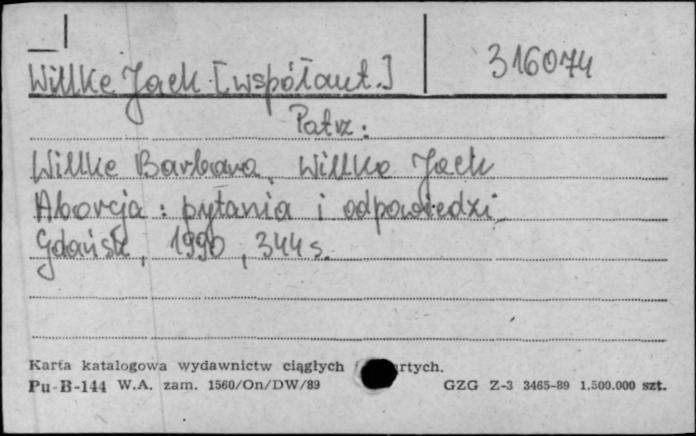 316074
Willke Jack [współaut.]
Patrz:
Willke Barbara, Willke Jack
Aborcja : pytania i odpowiedzi
Gdańsk, 1990, 344 s.
Karta katalogowa wydawnictw ciągłych rtych.
Pu-B-144 W.A. zam. 1560/On/DW/89 GZG Z-3 3465-89 1.500.000 szt.